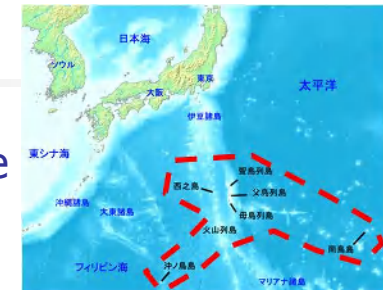 日本海
ソウル
東京
大阪
太平洋
伊豆諸島
東シナ海
e
聟島列島
西之島
父島列島
沖縄諸島
大東諸島
母島列島
火山列島
南鳥島
沖ノ鳥島
フィリピン海
マリアナ諸島